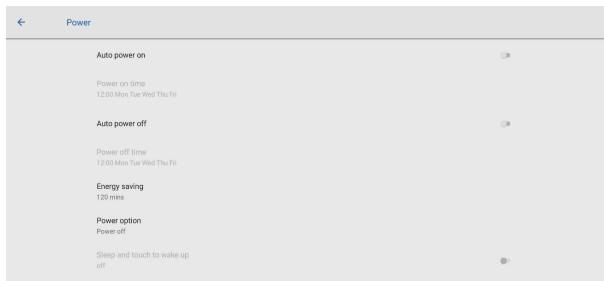 Power
Auto power on
Power on time
12:00 Mon Tue Wed Thu Fri
Auto power off
Power off time
12:00 Mon Tue Wed Thu Fri
Energy saving
120 mins
Power option
Power off
Sleep and touch to wake up
off